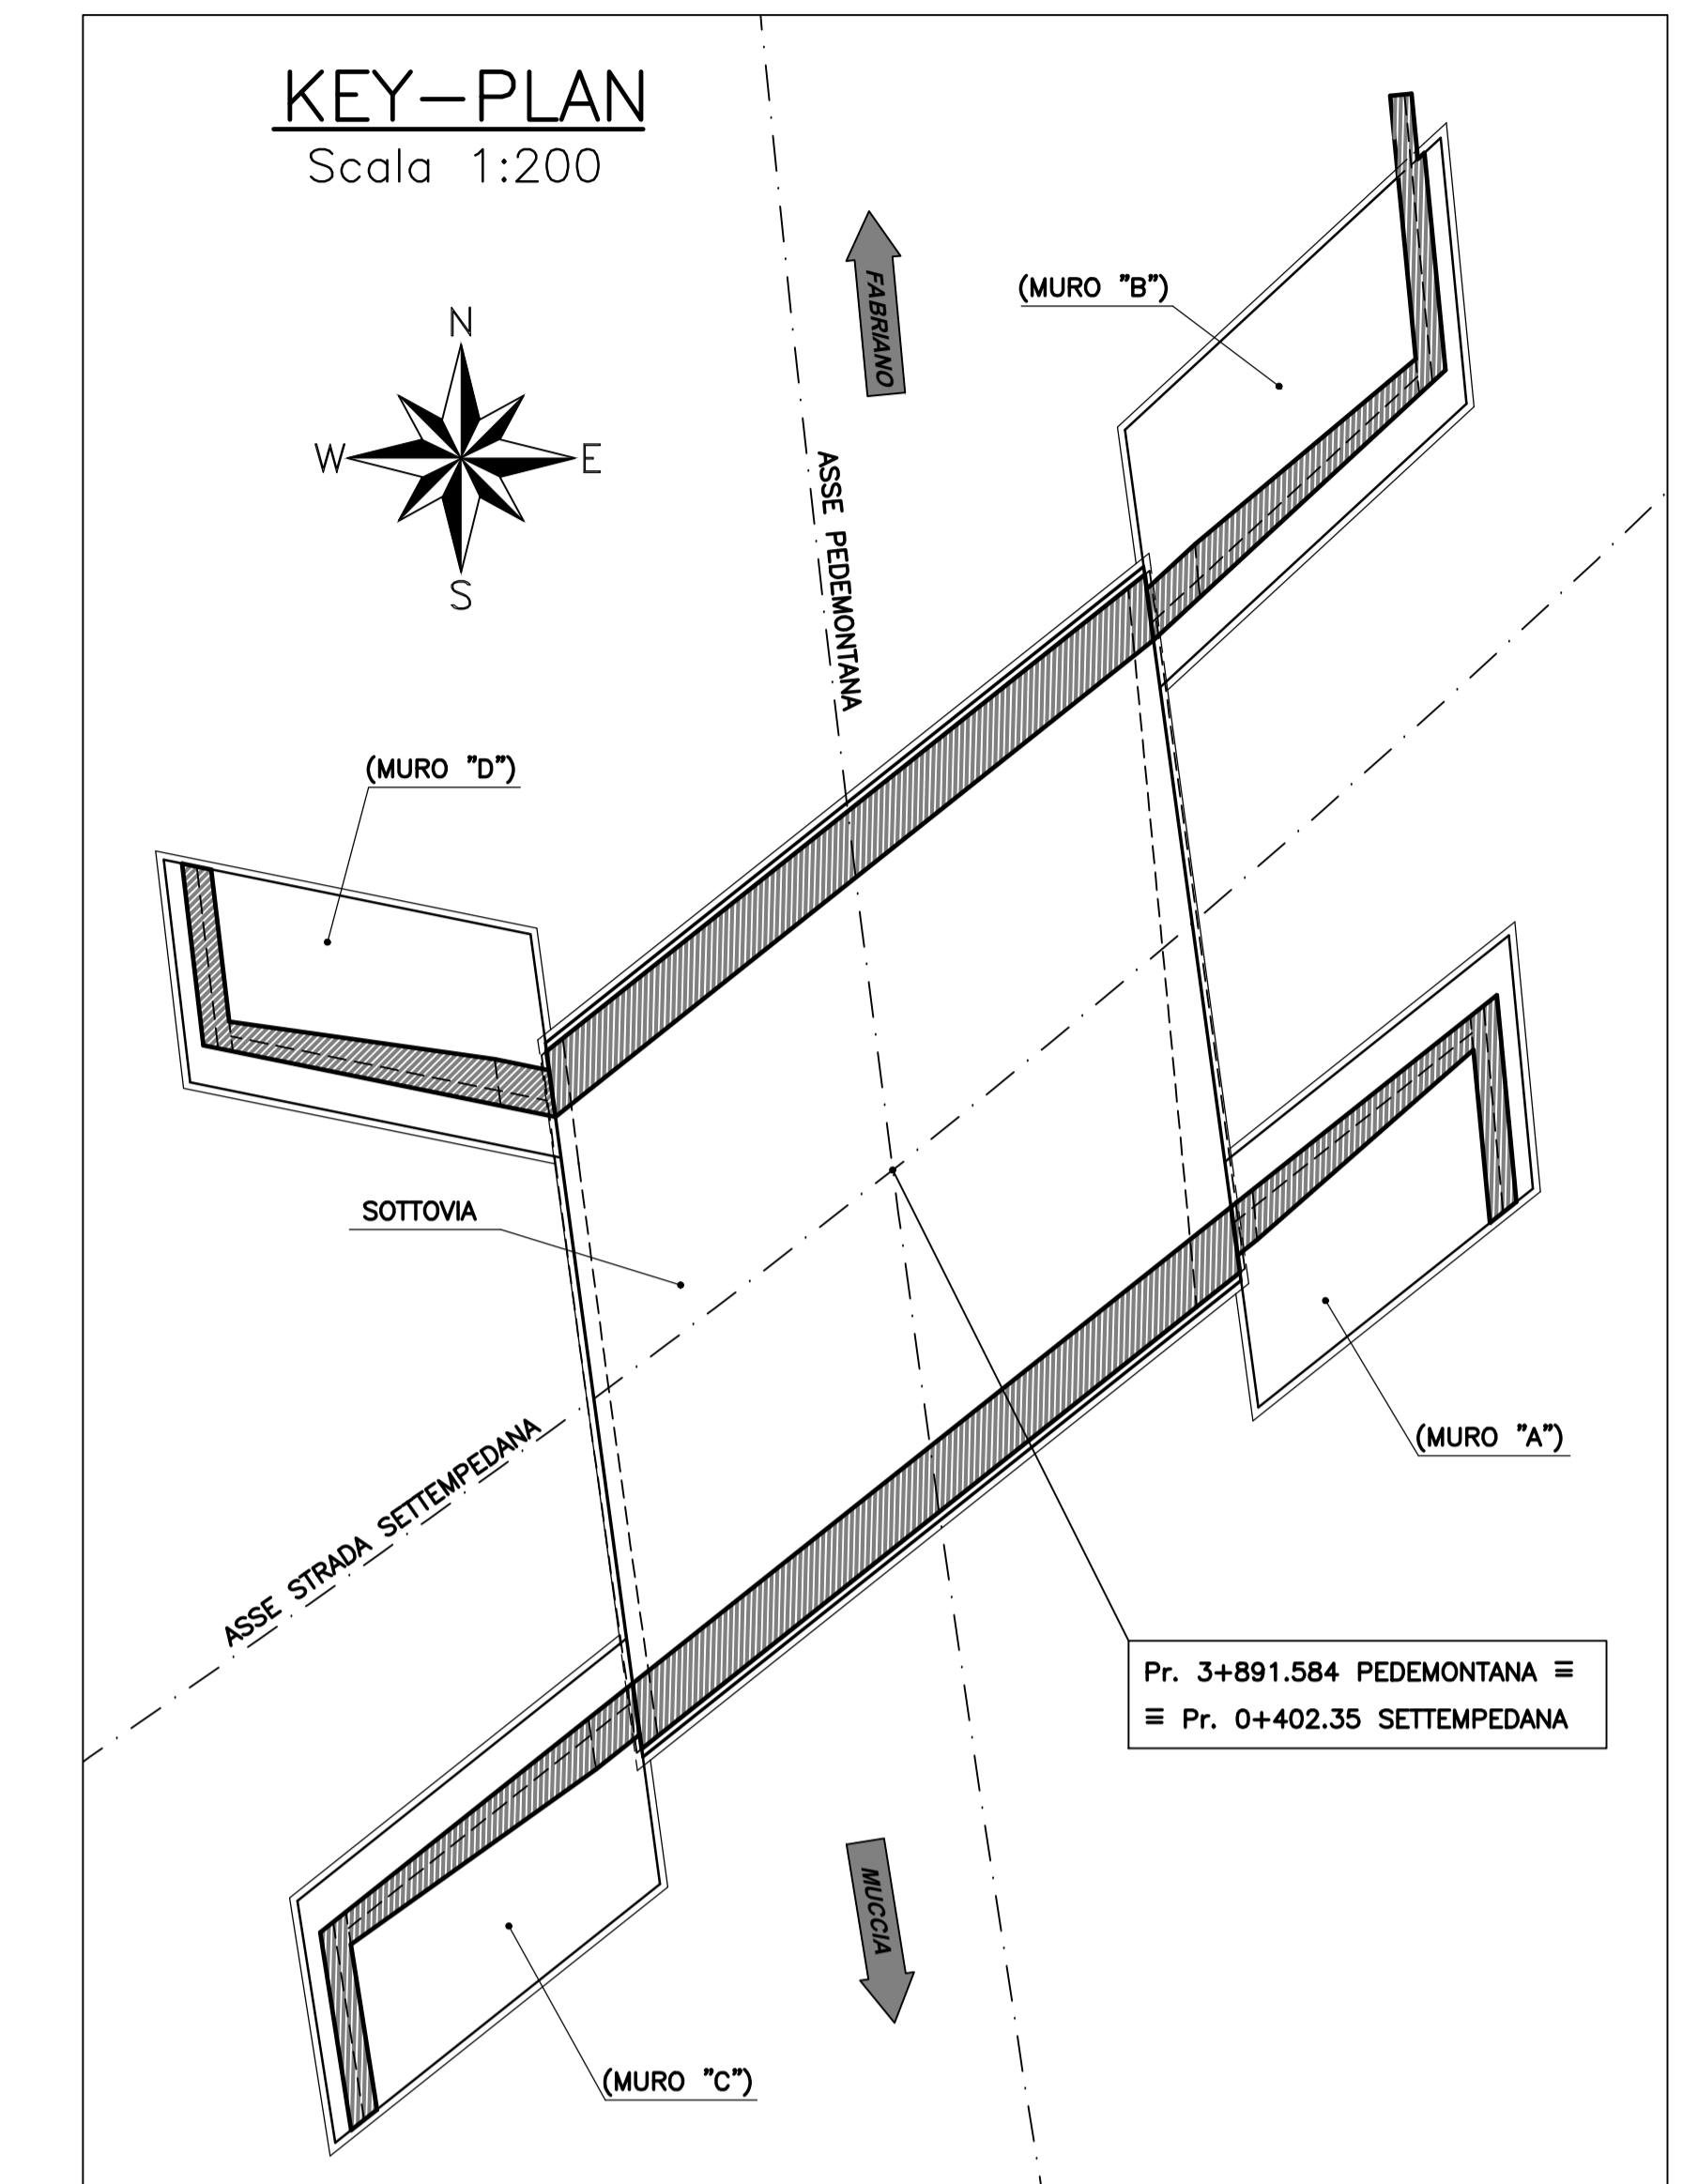 KEY-PLAN
Scala 1:200
FABRIANO
(MURO "B")
N
W
E
S
ASSE PEDEMONTANA
(MURO "D")
SOTTOVIA
ASSE STRADA SETTEMPEDANA
(MURO "A")
Pr. 3+891.584 PEDEMONTANA ≡
≡ Pr. 0+402.35 SETTEMPEDANA
MUCCIA
(MURO "C")